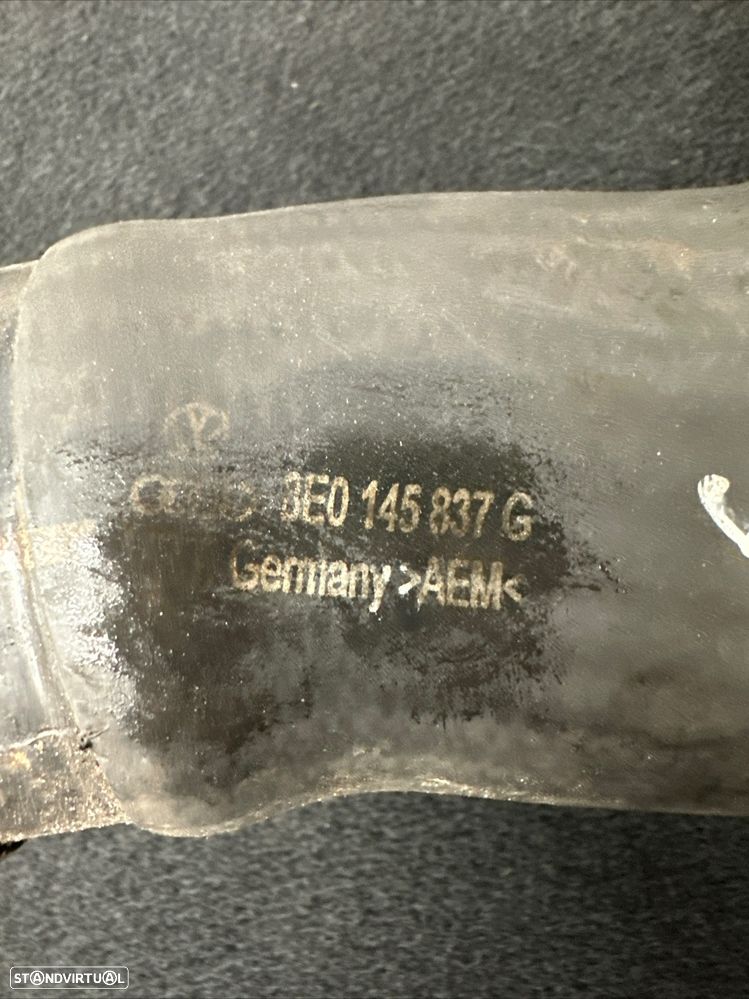 8E0 145 837 G
Germany >AEM<
STANDVIRTUAL